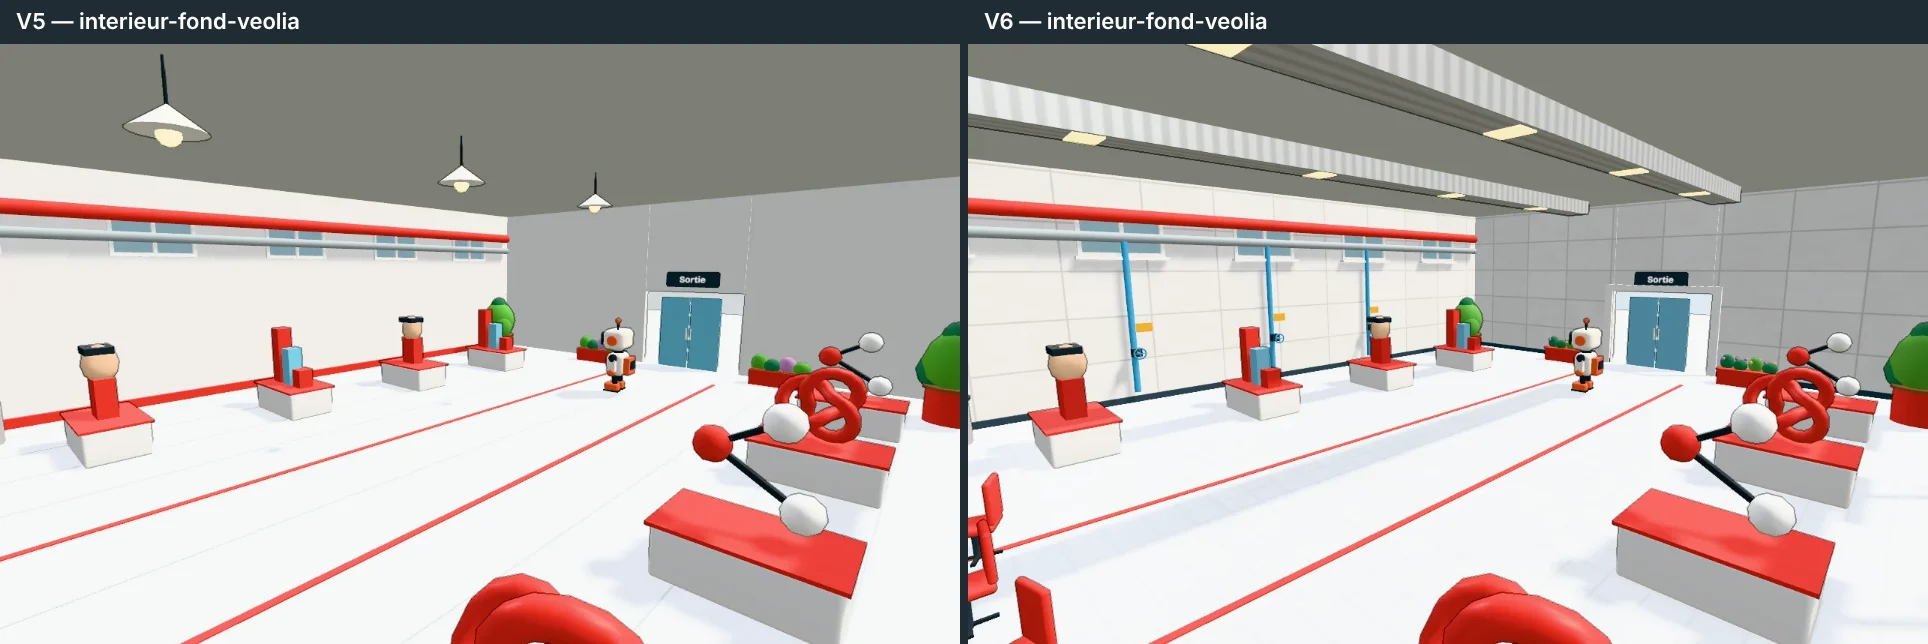 V5 — interieur-fond-veolia
V6 — interieur-fond-veolia
Sortie
Sortie